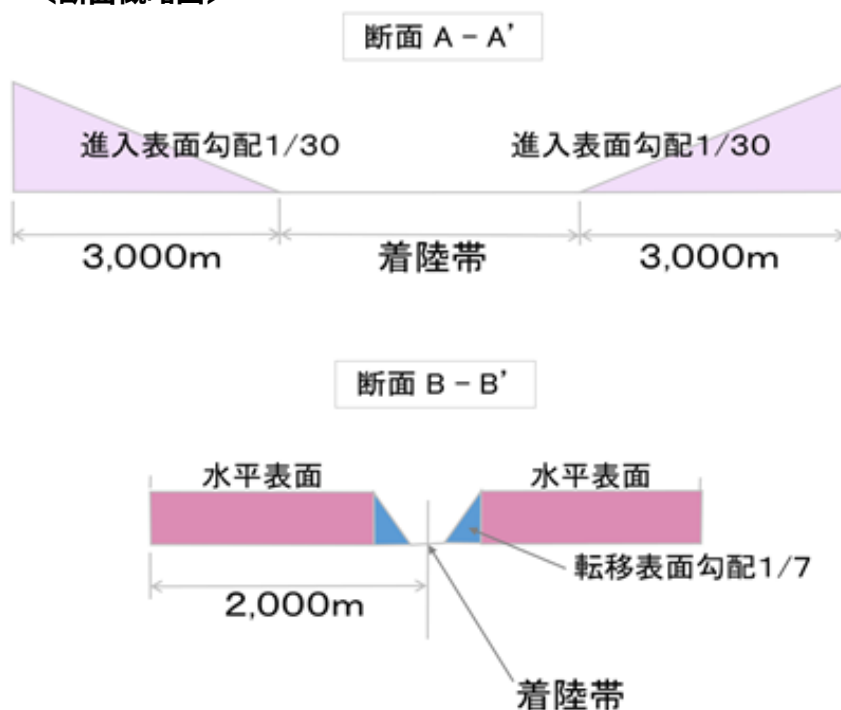 断面 A − A’
進入表面勾配1/30
進入表面勾配1/30
3,000m
着陸帯
3,000m
断面 B − B’
水平表面
水平表面
転移表面勾配1/7
2,000m
着陸帯